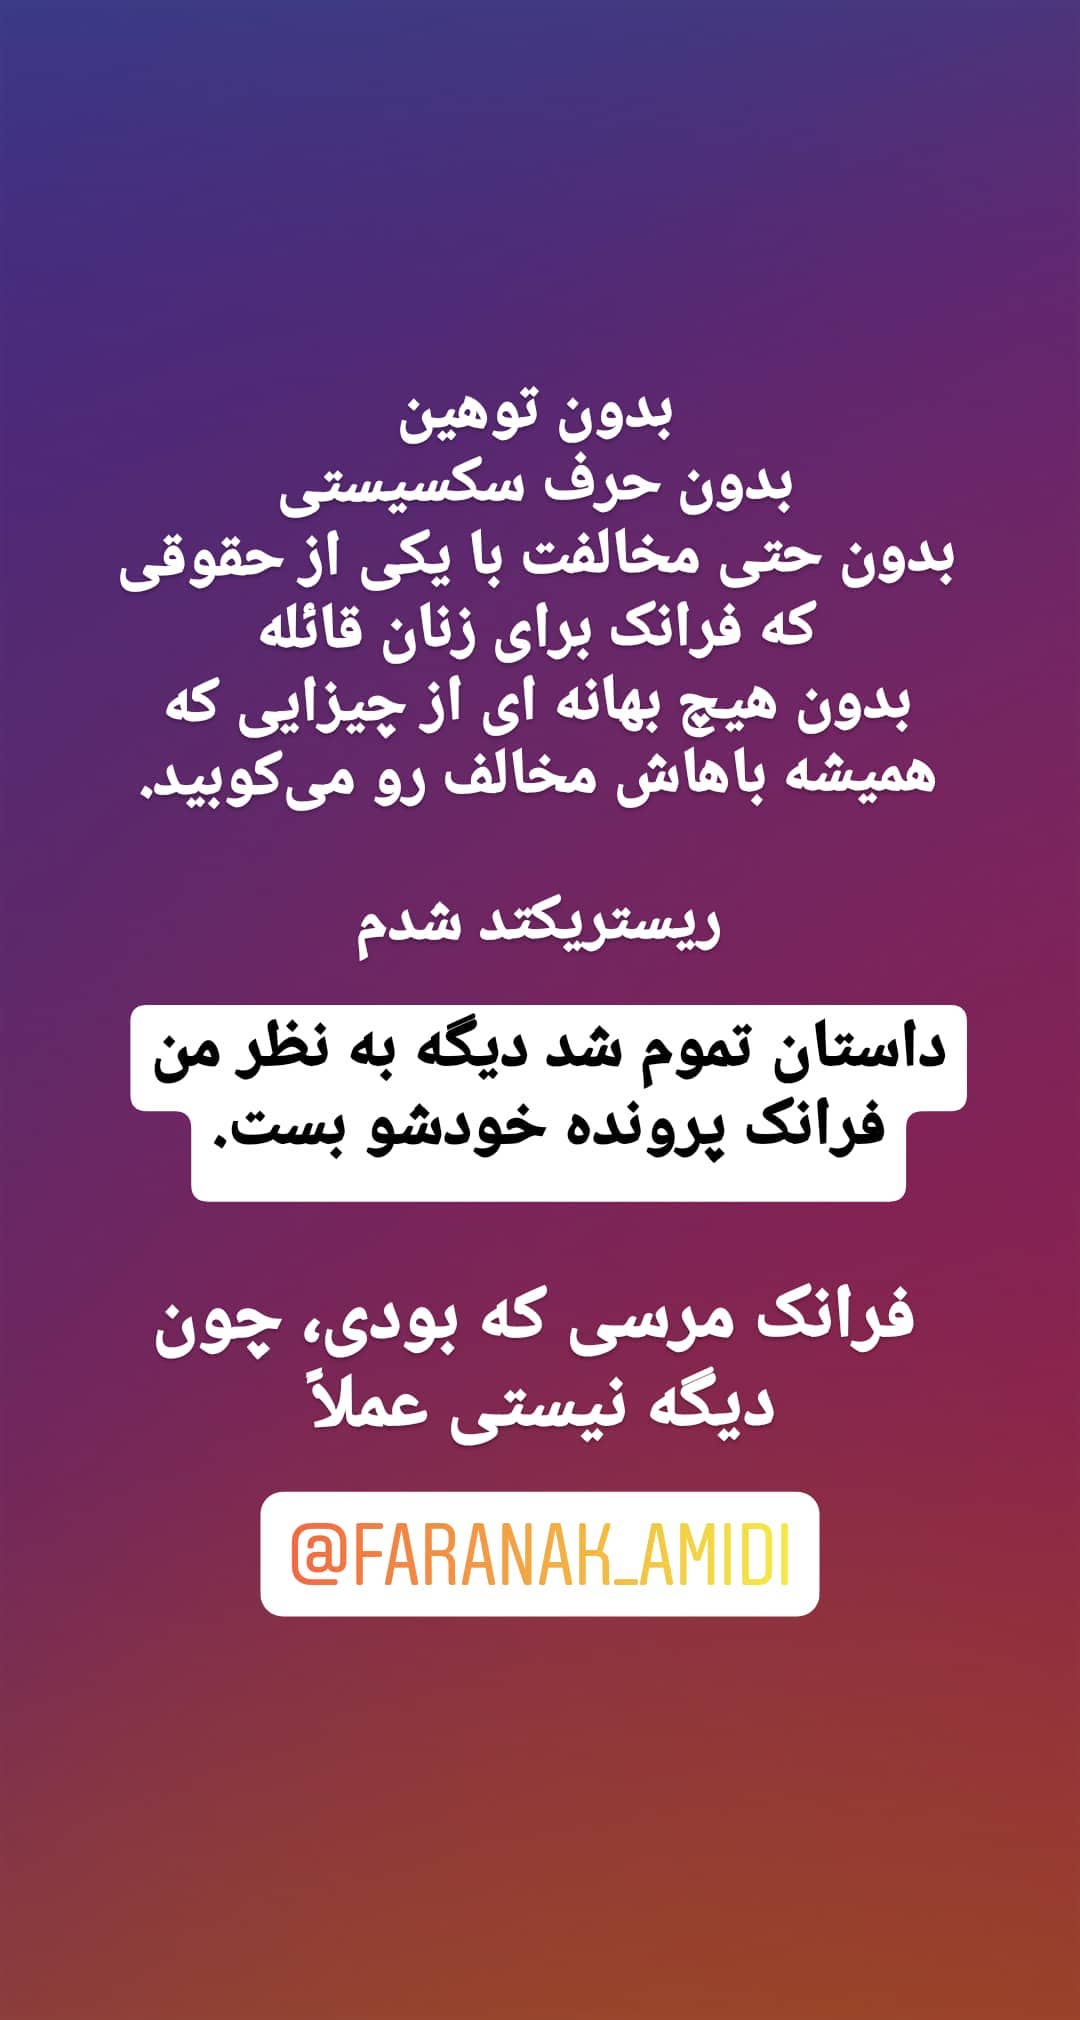 بدون توهین
بدون حرف سکسیستی
بدون حتی مخالفت با یکی از حقوقی
که فرانک برای زنان قائله
بدون هیچ بهانه ای از چیزایی که
همیشه باهاش مخالف رو می‌کوبید.
ریستریکتد شدم
داستان تموم شد دیگه به نظر من
فرانک پرونده خودشو بست.
فرانک مرسی که بودی، چون
دیگه نیستی عملاً
@FARANAK_AMIDI